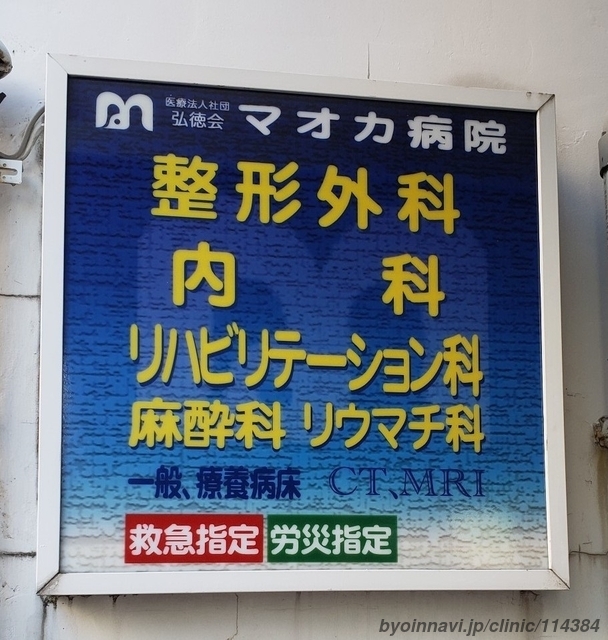 医療法人社団
弘徳会 マオカ病院
整形外科
内科
リハビリテーション科
麻酔科 リウマチ科
一般、療養病床 CT、MRI
救急指定 労災指定
byoinnavi.jp/clinic/114384